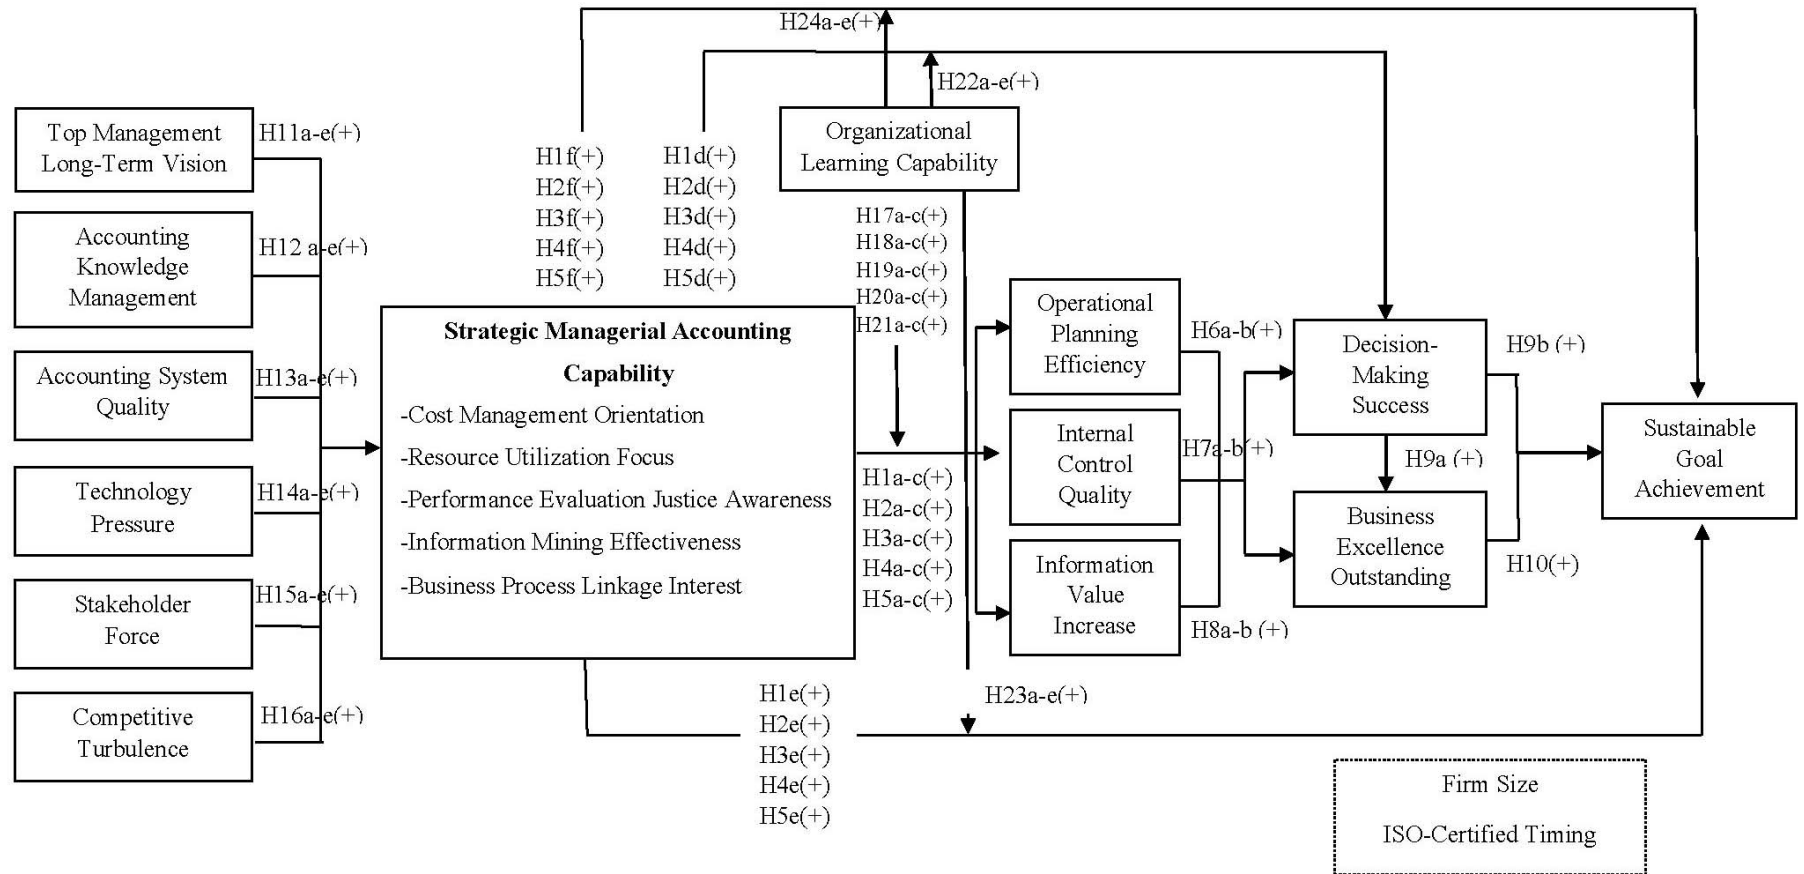 H24a-e(+)
H22a-e(+)
Top Management
Long-Term Vision
H11a-e(+)
Organizational
Learning Capability
H1f(+)
H2f(+)
H3f(+)
H4f(+)
H5f(+)
H1d(+)
H2d(+)
H3d(+)
H4d(+)
H5d(+)
H17a-c(+)
H18a-c(+)
H19a-c(+)
H20a-c(+)
H21a-c(+)
Accounting
Knowledge
Management
H12 a-e(+)
Accounting System
Quality
H13a-e(+)
Technology
Pressure
H14a-e(+)
Stakeholder
Force
H15a-e(+)
Competitive
Turbulence
H16a-e(+)
Strategic Managerial Accounting
Capability
-Cost Management Orientation
-Resource Utilization Focus
-Performance Evaluation Justice Awareness
-Information Mining Effectiveness
-Business Process Linkage Interest
H1a-c(+)
H2a-c(+)
H3a-c(+)
H4a-c(+)
H5a-c(+)
Operational
Planning
Efficiency
H6a-b(+)
Internal
Control
Quality
H7a-b(+)
Information
Value
Increase
H8a-b (+)
Decision-
Making
Success
H9b (+)
H9a (+)
Business
Excellence
Outstanding
H10(+)
Sustainable
Goal
Achievement
H1e(+)
H2e(+)
H3e(+)
H4e(+)
H5e(+)
H23a-e(+)
Firm Size
ISO-Certified Timing